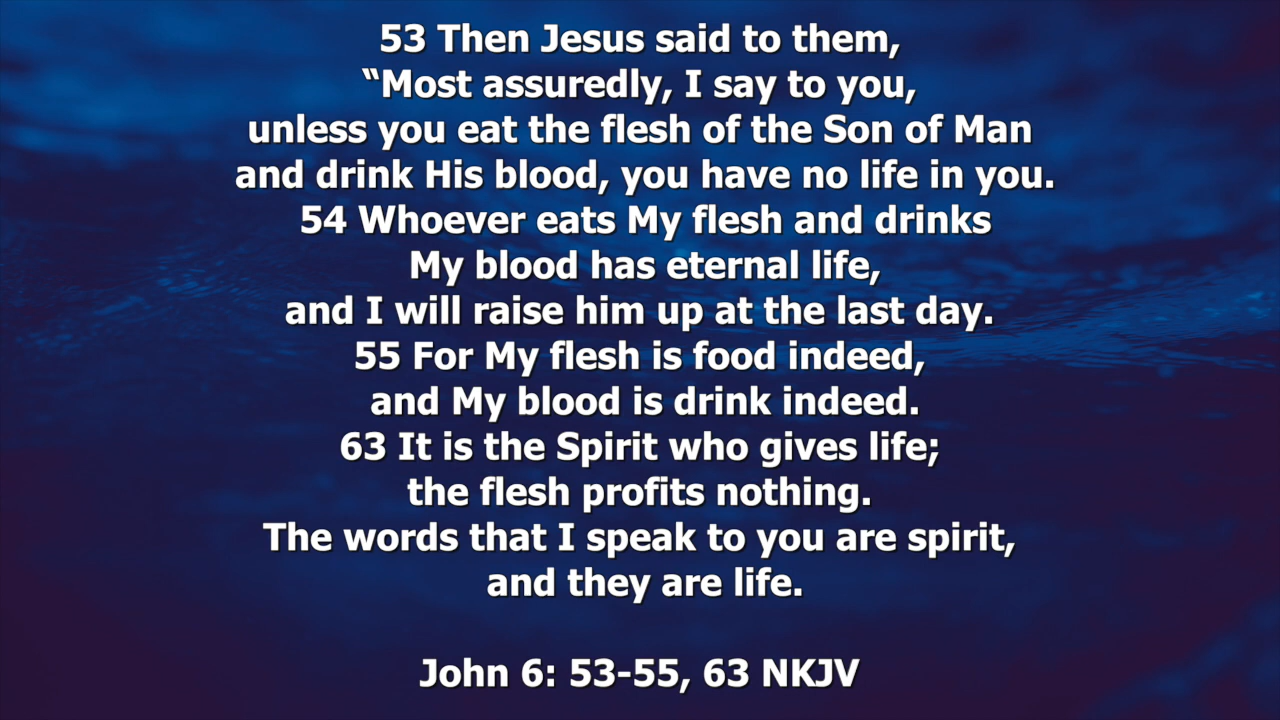 53 Then Jesus said to them,
“Most assuredly, I say to you,
unless you eat the flesh of the Son of Man
and drink His blood, you have no life in you.
54 Whoever eats My flesh and drinks
My blood has eternal life,
and I will raise him up at the last day.
55 For My flesh is food indeed,
and My blood is drink indeed.
63 It is the Spirit who gives life;
the flesh profits nothing.
The words that I speak to you are spirit,
and they are life.
John 6: 53-55, 63 NKJV